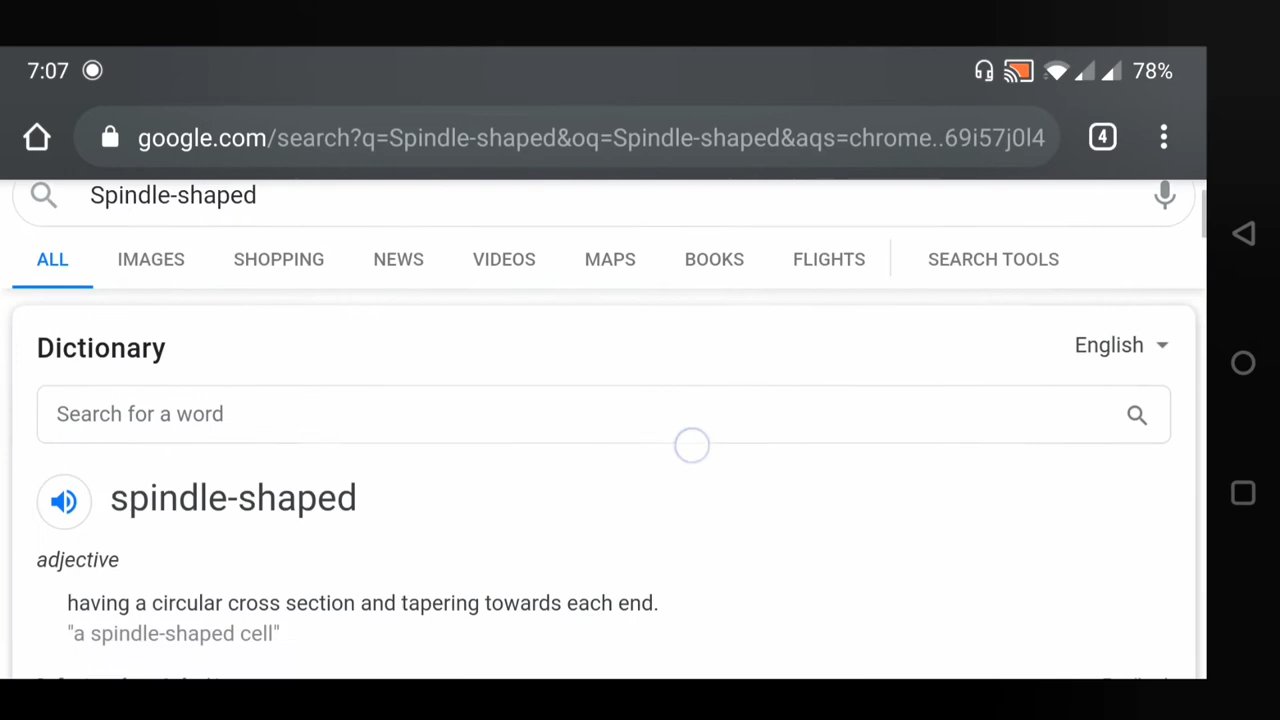 7:07 78%
google.com/search?q=Spindle-shaped&oq=Spindle-shaped&aqs=chrome..69i57j0l4 4
Spindle-shaped
ALL IMAGES SHOPPING NEWS VIDEOS MAPS BOOKS FLIGHTS SEARCH TOOLS
Dictionary English
Search for a word
spindle-shaped
adjective
having a circular cross section and tapering towards each end.
"a spindle-shaped cell"